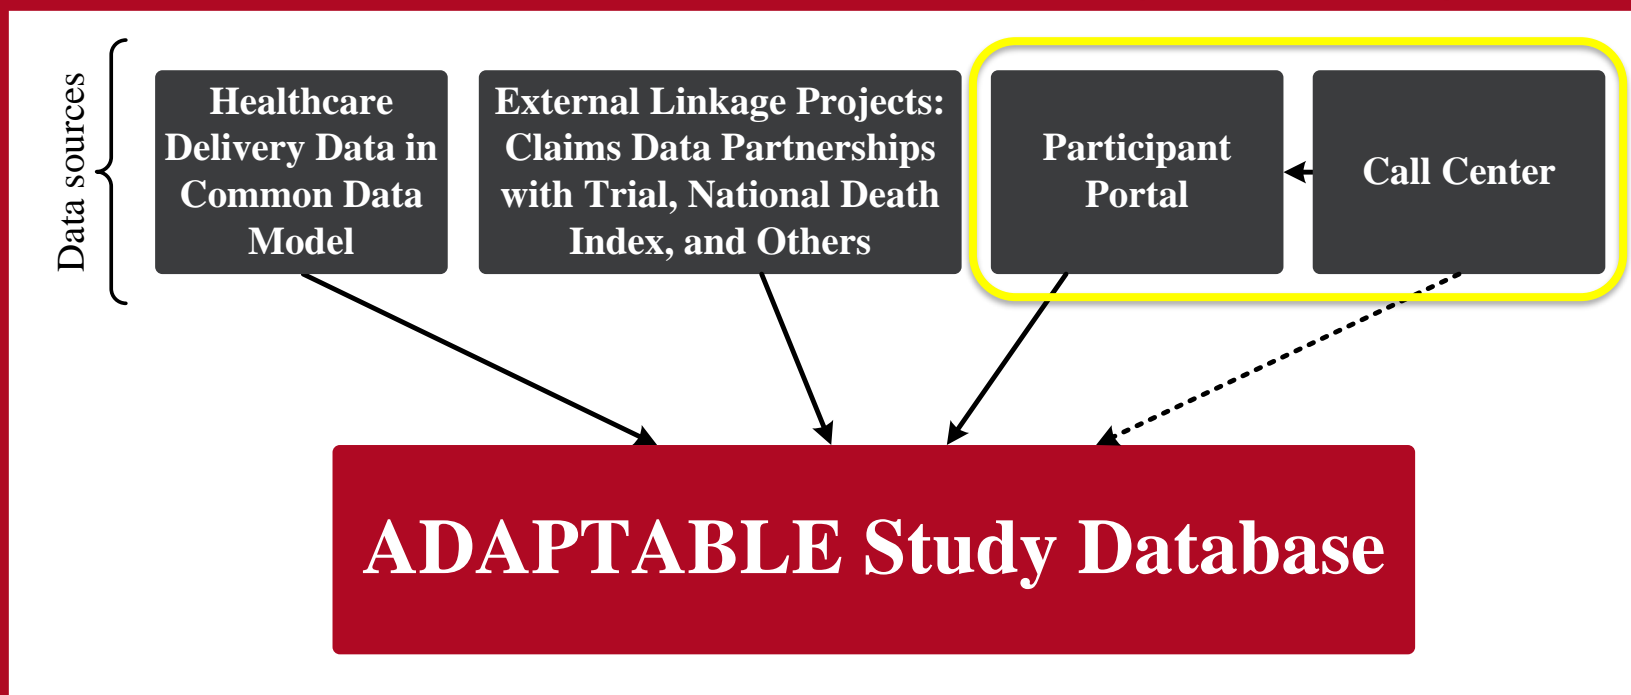 Data sources
Healthcare
Delivery Data in
Common Data
Model
External Linkage Projects:
Claims Data Partnerships
with Trial, National Death
Index, and Others
Participant
Portal
Call Center
ADAPTABLE Study Database